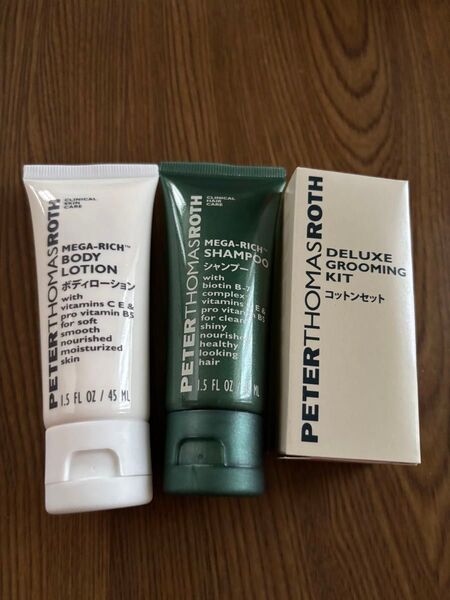 PETERTHOMASROTH
CLINICAL
SKIN
CARE
MEGA-RICH™
BODY
LOTION
ボディローション
with
vitamins C E &
pro vitamin B5
for soft
smooth
nourished
moisturized
skin
1.5 FL OZ / 45 ML
PETERTHOMASROTH
CLINICAL
HAIR
CARE
MEGA-RICH™
SHAMPOO
シャンプー
with
biotin B-7
complex
vitamins C E &
pro vitamin B5
for clean
shiny
nourished
healthy
looking
hair
1.5 FL OZ / ML
PETERTHOMASROTH
DELUXE
GROOMING
KIT
コットンセット